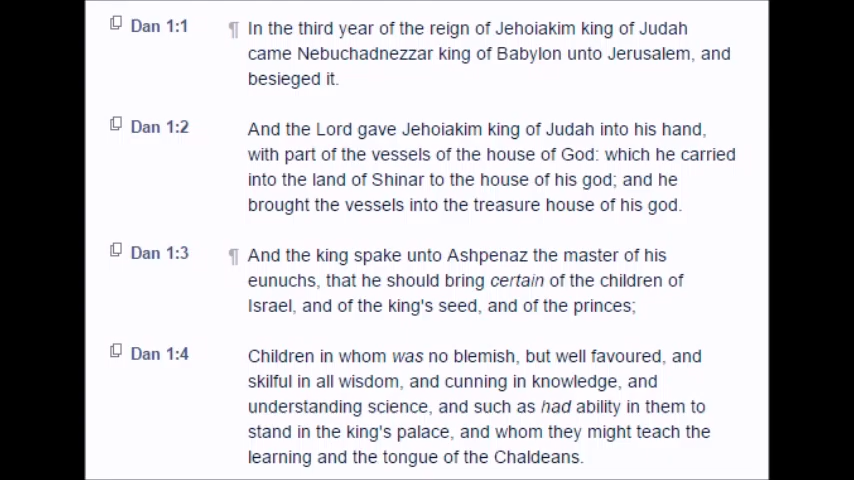 Dan 1:1 ¶ In the third year of the reign of Jehoiakim king of Judah
came Nebuchadnezzar king of Babylon unto Jerusalem, and
besieged it.
Dan 1:2 And the Lord gave Jehoiakim king of Judah into his hand,
with part of the vessels of the house of God: which he carried
into the land of Shinar to the house of his god; and he
brought the vessels into the treasure house of his god.
Dan 1:3 ¶ And the king spake unto Ashpenaz the master of his
eunuchs, that he should bring certain of the children of
Israel, and of the king's seed, and of the princes;
Dan 1:4 Children in whom was no blemish, but well favoured, and
skilful in all wisdom, and cunning in knowledge, and
understanding science, and such as had ability in them to
stand in the king's palace, and whom they might teach the
learning and the tongue of the Chaldeans.